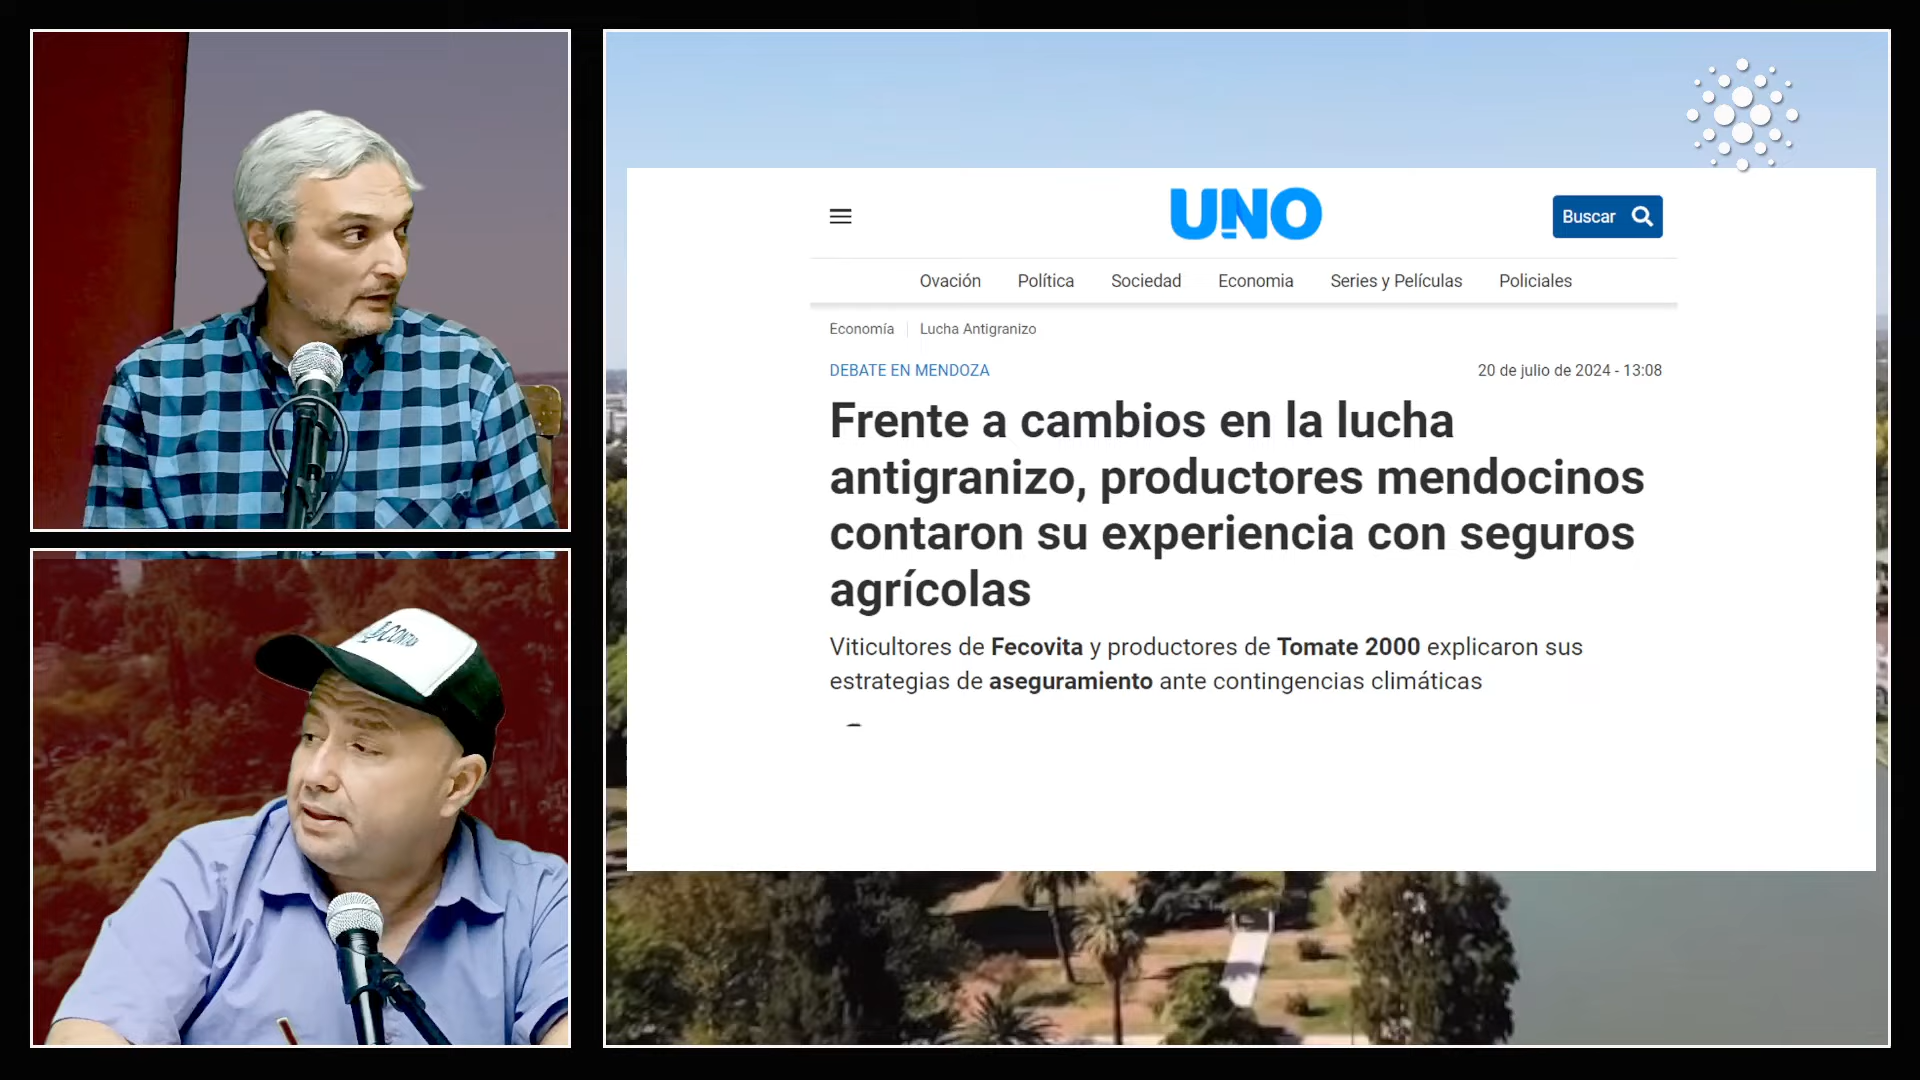 UNO
Buscar
Ovación Política Sociedad Economia Series y Películas Policiales
Economía Lucha Antigranizo
DEBATE EN MENDOZA 20 de julio de 2024 - 13:08
Frente a cambios en la lucha
antigranizo, productores mendocinos
contaron su experiencia con seguros
agrícolas
Viticultores de Fecovita y productores de Tomate 2000 explicaron sus
estrategias de aseguramiento ante contingencias climáticas